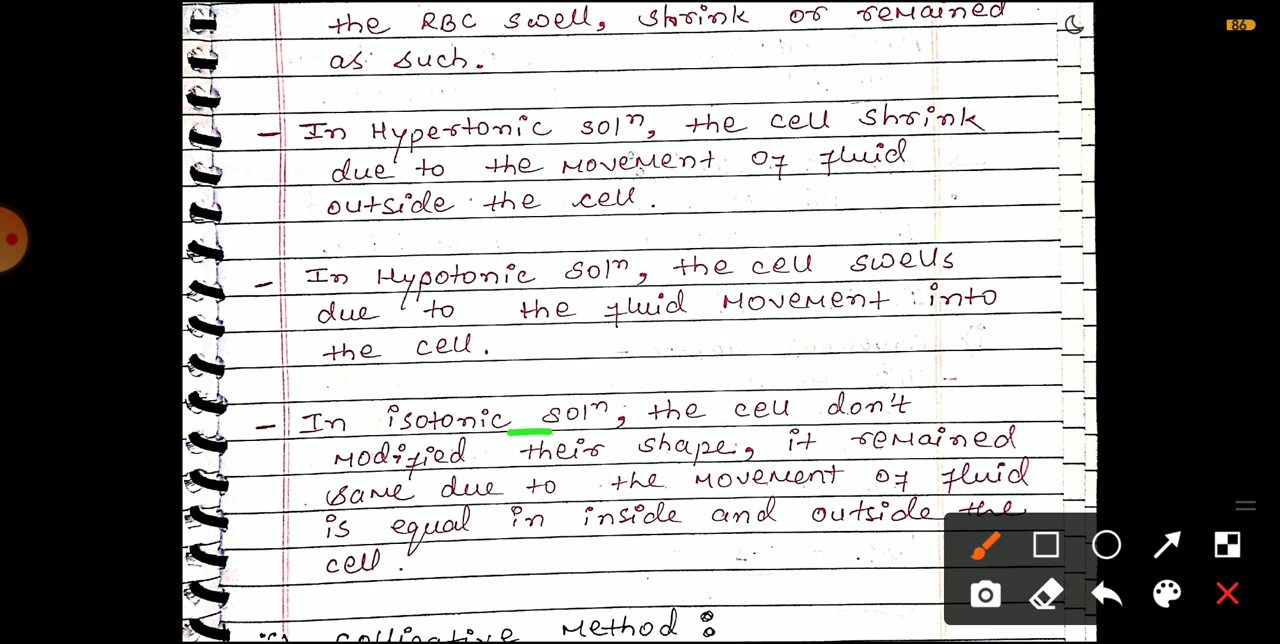 the RBC swell, shrink or remained
as such.
- In Hypertonic solⁿ, the cell shrink
due to the movement of fluid
outside the cell.
- In Hypotonic solⁿ, the cell swells
due to the fluid movement into
the cell.
- In isotonic solⁿ, the cell don't
modified their shape, it remained
same due to the movement of fluid
is equal in inside and outside the
cell.
Colligative Method :
86